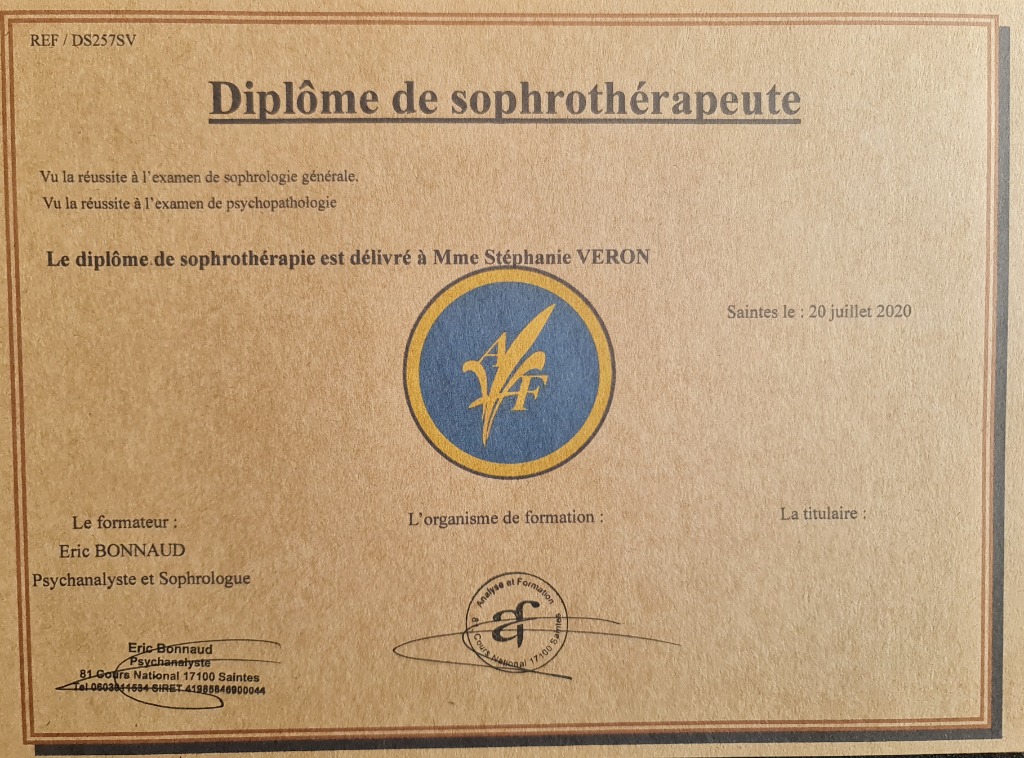 REF / DS257SV
Diplôme de sophrothérapeute
Vu la réussite à l'examen de sophrologie générale.
Vu la réussite à l'examen de psychopathologie
Le diplôme de sophrothérapie est délivré à Mme Stéphanie VERON
Saintes le : 20 juillet 2020
A F
Le formateur :
L'organisme de formation :
La titulaire :
Eric BONNAUD
Psychanalyste et Sophrologue
Analyse et Formation
af
81 Cours National 17100 Saintes
Eric Bonnaud
Psychanalyste
81 Cours National 17100 Saintes
Tel SIRET